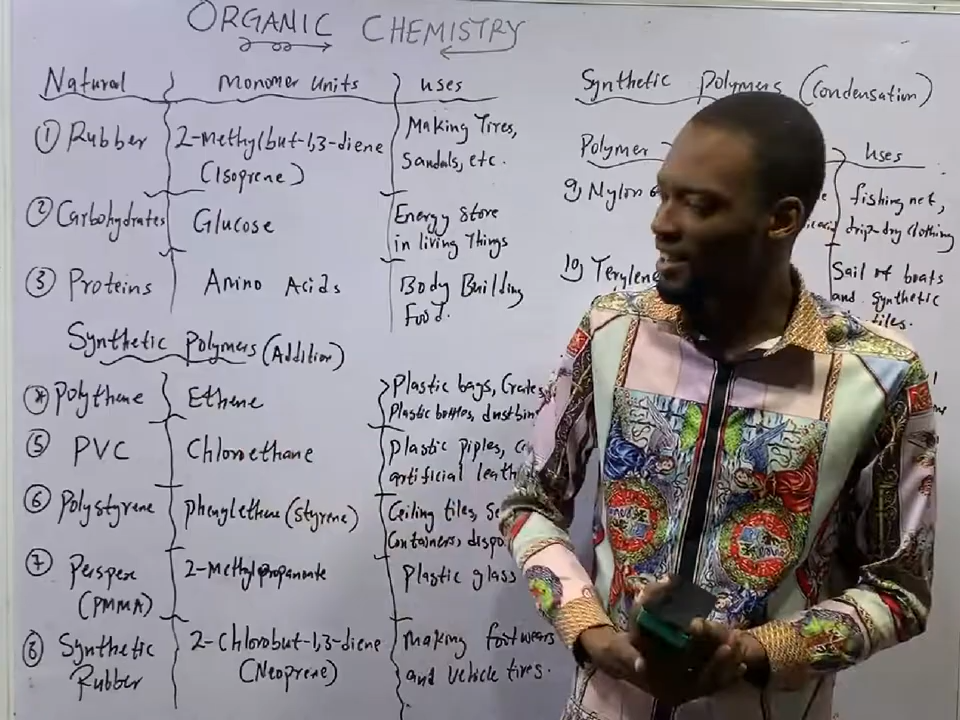 ORGANIC CHEMISTRY
Natural Monomer Units uses
① Rubber 2-Methylbut-1,3-diene Making Tires,
(Isoprene) Sandals, etc.
② Carbohydrates Glucose Energy store
in living Things
③ Proteins Amino Acids Body Building
Food.
Synthetic Polymers (Addition)
Polythene Ethene Plastic bags, Crates
Plastic bottles, dustbins
⑤ PVC Chloroethane Plastic piples,
artificial
⑥ Polystyrene phenylethene (styrene) Ceiling tiles,
Containers,
⑦ Perspex 2-Methylpropanoate Plastic glass
(PMMA)
⑧ Synthetic 2-Chlorobut-1,3-diene making footwears
Rubber (Neoprene) and vehicle tires.
Synthetic Polymers (Condensation)
Polymer Uses
9, Nylon fishing net,
drip-dry clothing
10, Terylene Sail of boats
and synthetic
tiles.